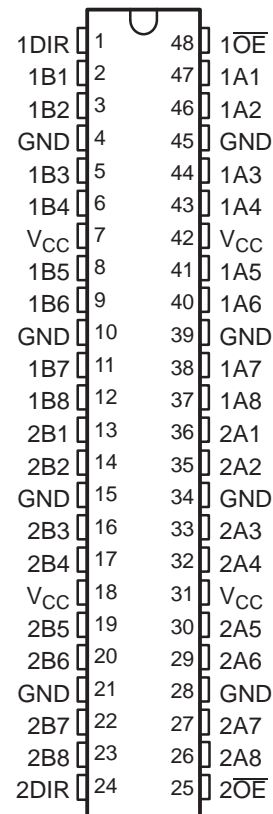 1DIR 1 48 1O̅E̅
1B1 2 47 1A1
1B2 3 46 1A2
GND 4 45 GND
1B3 5 44 1A3
1B4 6 43 1A4
VCC 7 42 VCC
1B5 8 41 1A5
1B6 9 40 1A6
GND 10 39 GND
1B7 11 38 1A7
1B8 12 37 1A8
2B1 13 36 2A1
2B2 14 35 2A2
GND 15 34 GND
2B3 16 33 2A3
2B4 17 32 2A4
VCC 18 31 VCC
2B5 19 30 2A5
2B6 20 29 2A6
GND 21 28 GND
2B7 22 27 2A7
2B8 23 26 2A8
2DIR 24 25 2O̅E̅